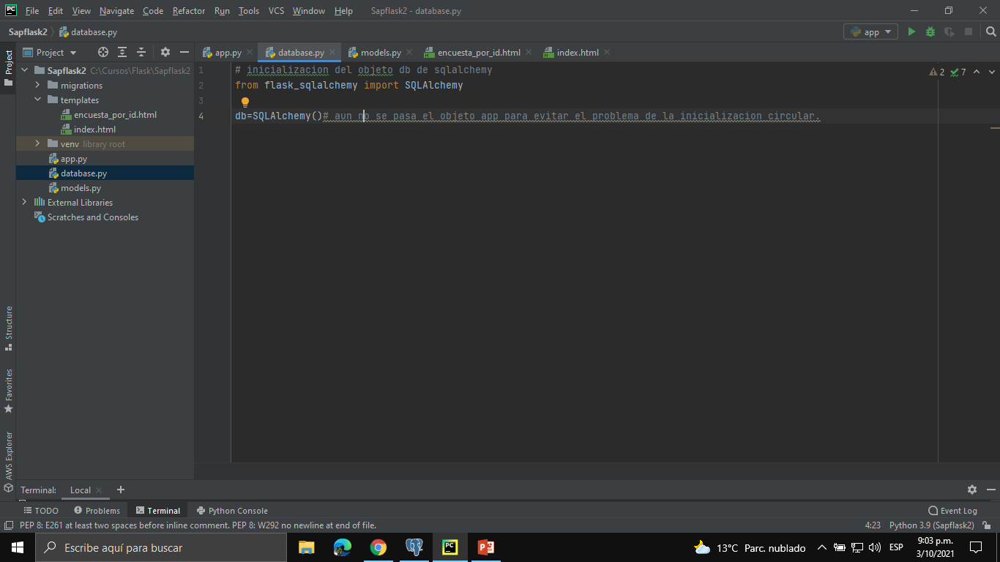 PC File Edit View Navigate Code Refactor Run Tools VCS Window Help Sapflask2 - database.py
Sapflask2 database.py app
Project app.py database.py models.py encuesta_por_id.html index.html
Project
Sapflask2 C:\Cursos\Flask\Sapflask2
migrations
templates
encuesta_por_id.html
index.html
venv library root
app.py
database.py
models.py
External Libraries
Scratches and Consoles
1 # inicializacion del objeto db de sqlalchemy
2 from flask_sqlalchemy import SQLAlchemy
3
4 db=SQLAlchemy()# aun no se pasa el objeto app para evitar el problema de la inicializacion circular.
2 7
Structure
Favorites
AWS Explorer
Terminal: Local
TODO Problems Terminal Python Console Event Log
PEP 8: E261 at least two spaces before inline comment. PEP 8: W292 no newline at end of file. 4:23 Python 3.9 (Sapflask2)
Escribe aquí para buscar PC P 13°C Parc. nublado ESP 9:03 p.m.
3/10/2021